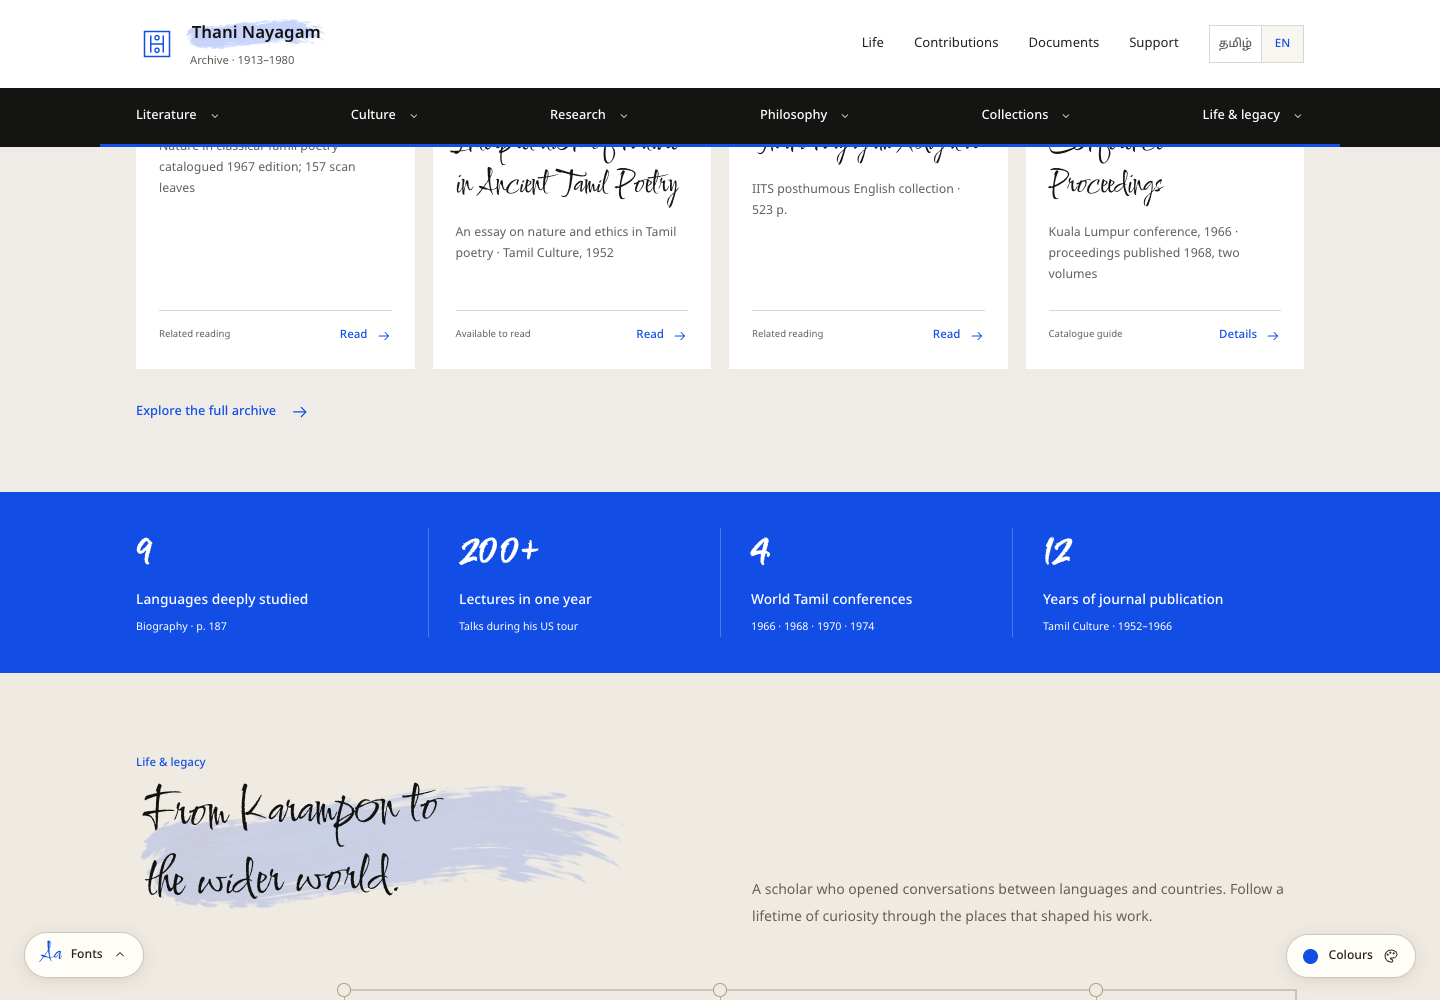 Thani Nayagam
Archive · 1913–1980
Life
Contributions
Documents
Support
தமிழ்
EN
Literature
Culture
Research
Philosophy
Collections
Life & legacy
Nature in classical Tamil poetry ·
catalogued 1967 edition; 157 scan
leaves
Related reading
Read
in Ancient Tamil Poetry
An essay on nature and ethics in Tamil
poetry · Tamil Culture, 1952
Available to read
Read
IITS posthumous English collection ·
523 p.
Related reading
Read
Conference
Proceedings
Kuala Lumpur conference, 1966 ·
proceedings published 1968, two
volumes
Catalogue guide
Details
Explore the full archive
9
Languages deeply studied
Biography · p. 187
200+
Lectures in one year
Talks during his US tour
4
World Tamil conferences
1966 · 1968 · 1970 · 1974
12
Years of journal publication
Tamil Culture · 1952–1966
Life & legacy
From Karampon to
the wider world.
A scholar who opened conversations between languages and countries. Follow a
lifetime of curiosity through the places that shaped his work.
Aa Fonts
Colours